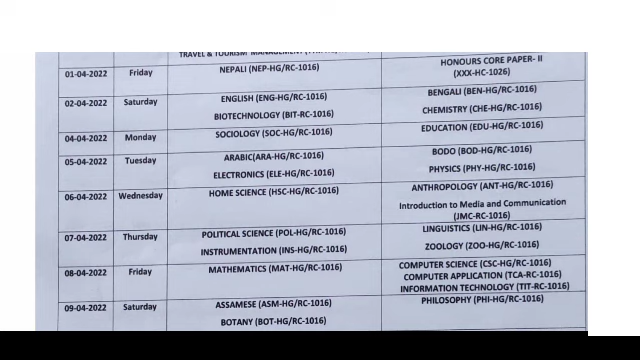 TRAVEL & TOURISM MANAGEMENT
01-04-2022 Friday NEPALI (NEP-HG/RC-1016) HONOURS CORE PAPER- II
(XXX-HC-1026)
02-04-2022 Saturday ENGLISH (ENG-HG/RC-1016) BENGALI (BEN-HG/RC-1016)
BIOTECHNOLOGY (BIT-RC-1016) CHEMISTRY (CHE-HG/RC-1016)
04-04-2022 Monday SOCIOLOGY (SOC-HG/RC-1016) EDUCATION (EDU-HG/RC-1016)
05-04-2022 Tuesday ARABIC(ARA-HG/RC-1016) BODO (BOD-HG/RC-1016)
ELECTRONICS (ELE-HG/RC-1016) PHYSICS (PHY-HG/RC-1016)
06-04-2022 Wednesday HOME SCIENCE (HSC-HG/RC-1016) ANTHROPOLOGY (ANT-HG/RC-1016)
Introduction to Media and Communication
(JMC-RC-1016)
07-04-2022 Thursday POLITICAL SCIENCE (POL-HG/RC-1016) LINGUISTICS (LIN-HG/RC-1016)
INSTRUMENTATION (INS-HG/RC-1016) ZOOLOGY (ZOO-HG/RC-1016)
08-04-2022 Friday MATHEMATICS (MAT-HG/RC-1016) COMPUTER SCIENCE (CSC-HG/RC-1016)
COMPUTER APPLICATION (TCA-RC-1016)
INFORMATION TECHNOLOGY (TIT-RC-1016)
09-04-2022 Saturday ASSAMESE (ASM-HG/RC-1016) PHILOSOPHY (PHI-HG/RC-1016)
BOTANY (BOT-HG/RC-1016)